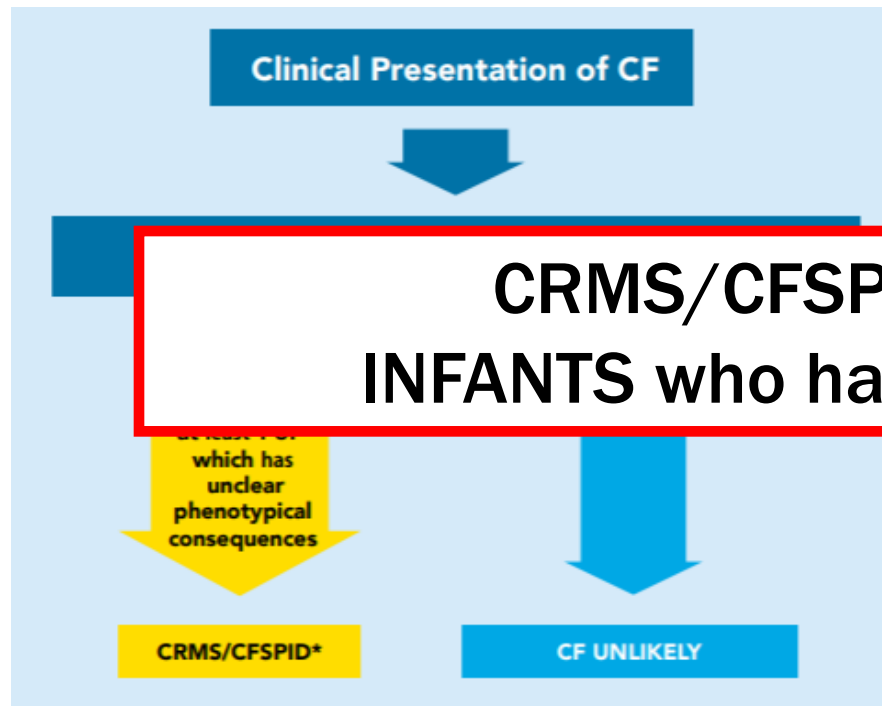 Clinical Presentation of CF
CRMS/CFSP
INFANTS who ha
which has
unclear
phenotypical
consequences
CRMS/CFSPID*
CF UNLIKELY